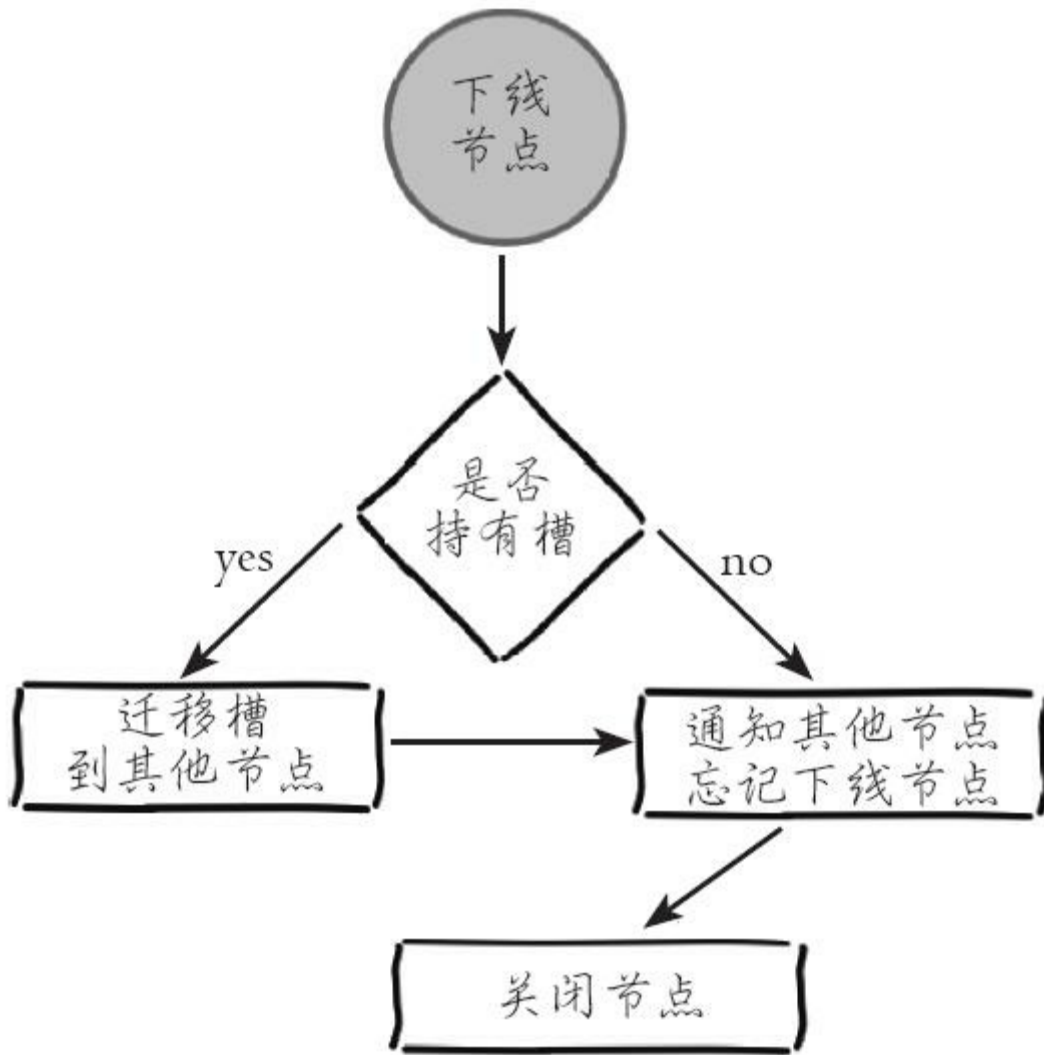 下线
节点
是否
持有槽
yes
no
迁移槽
到其他节点
通知其他节点
忘记下线节点
关闭节点